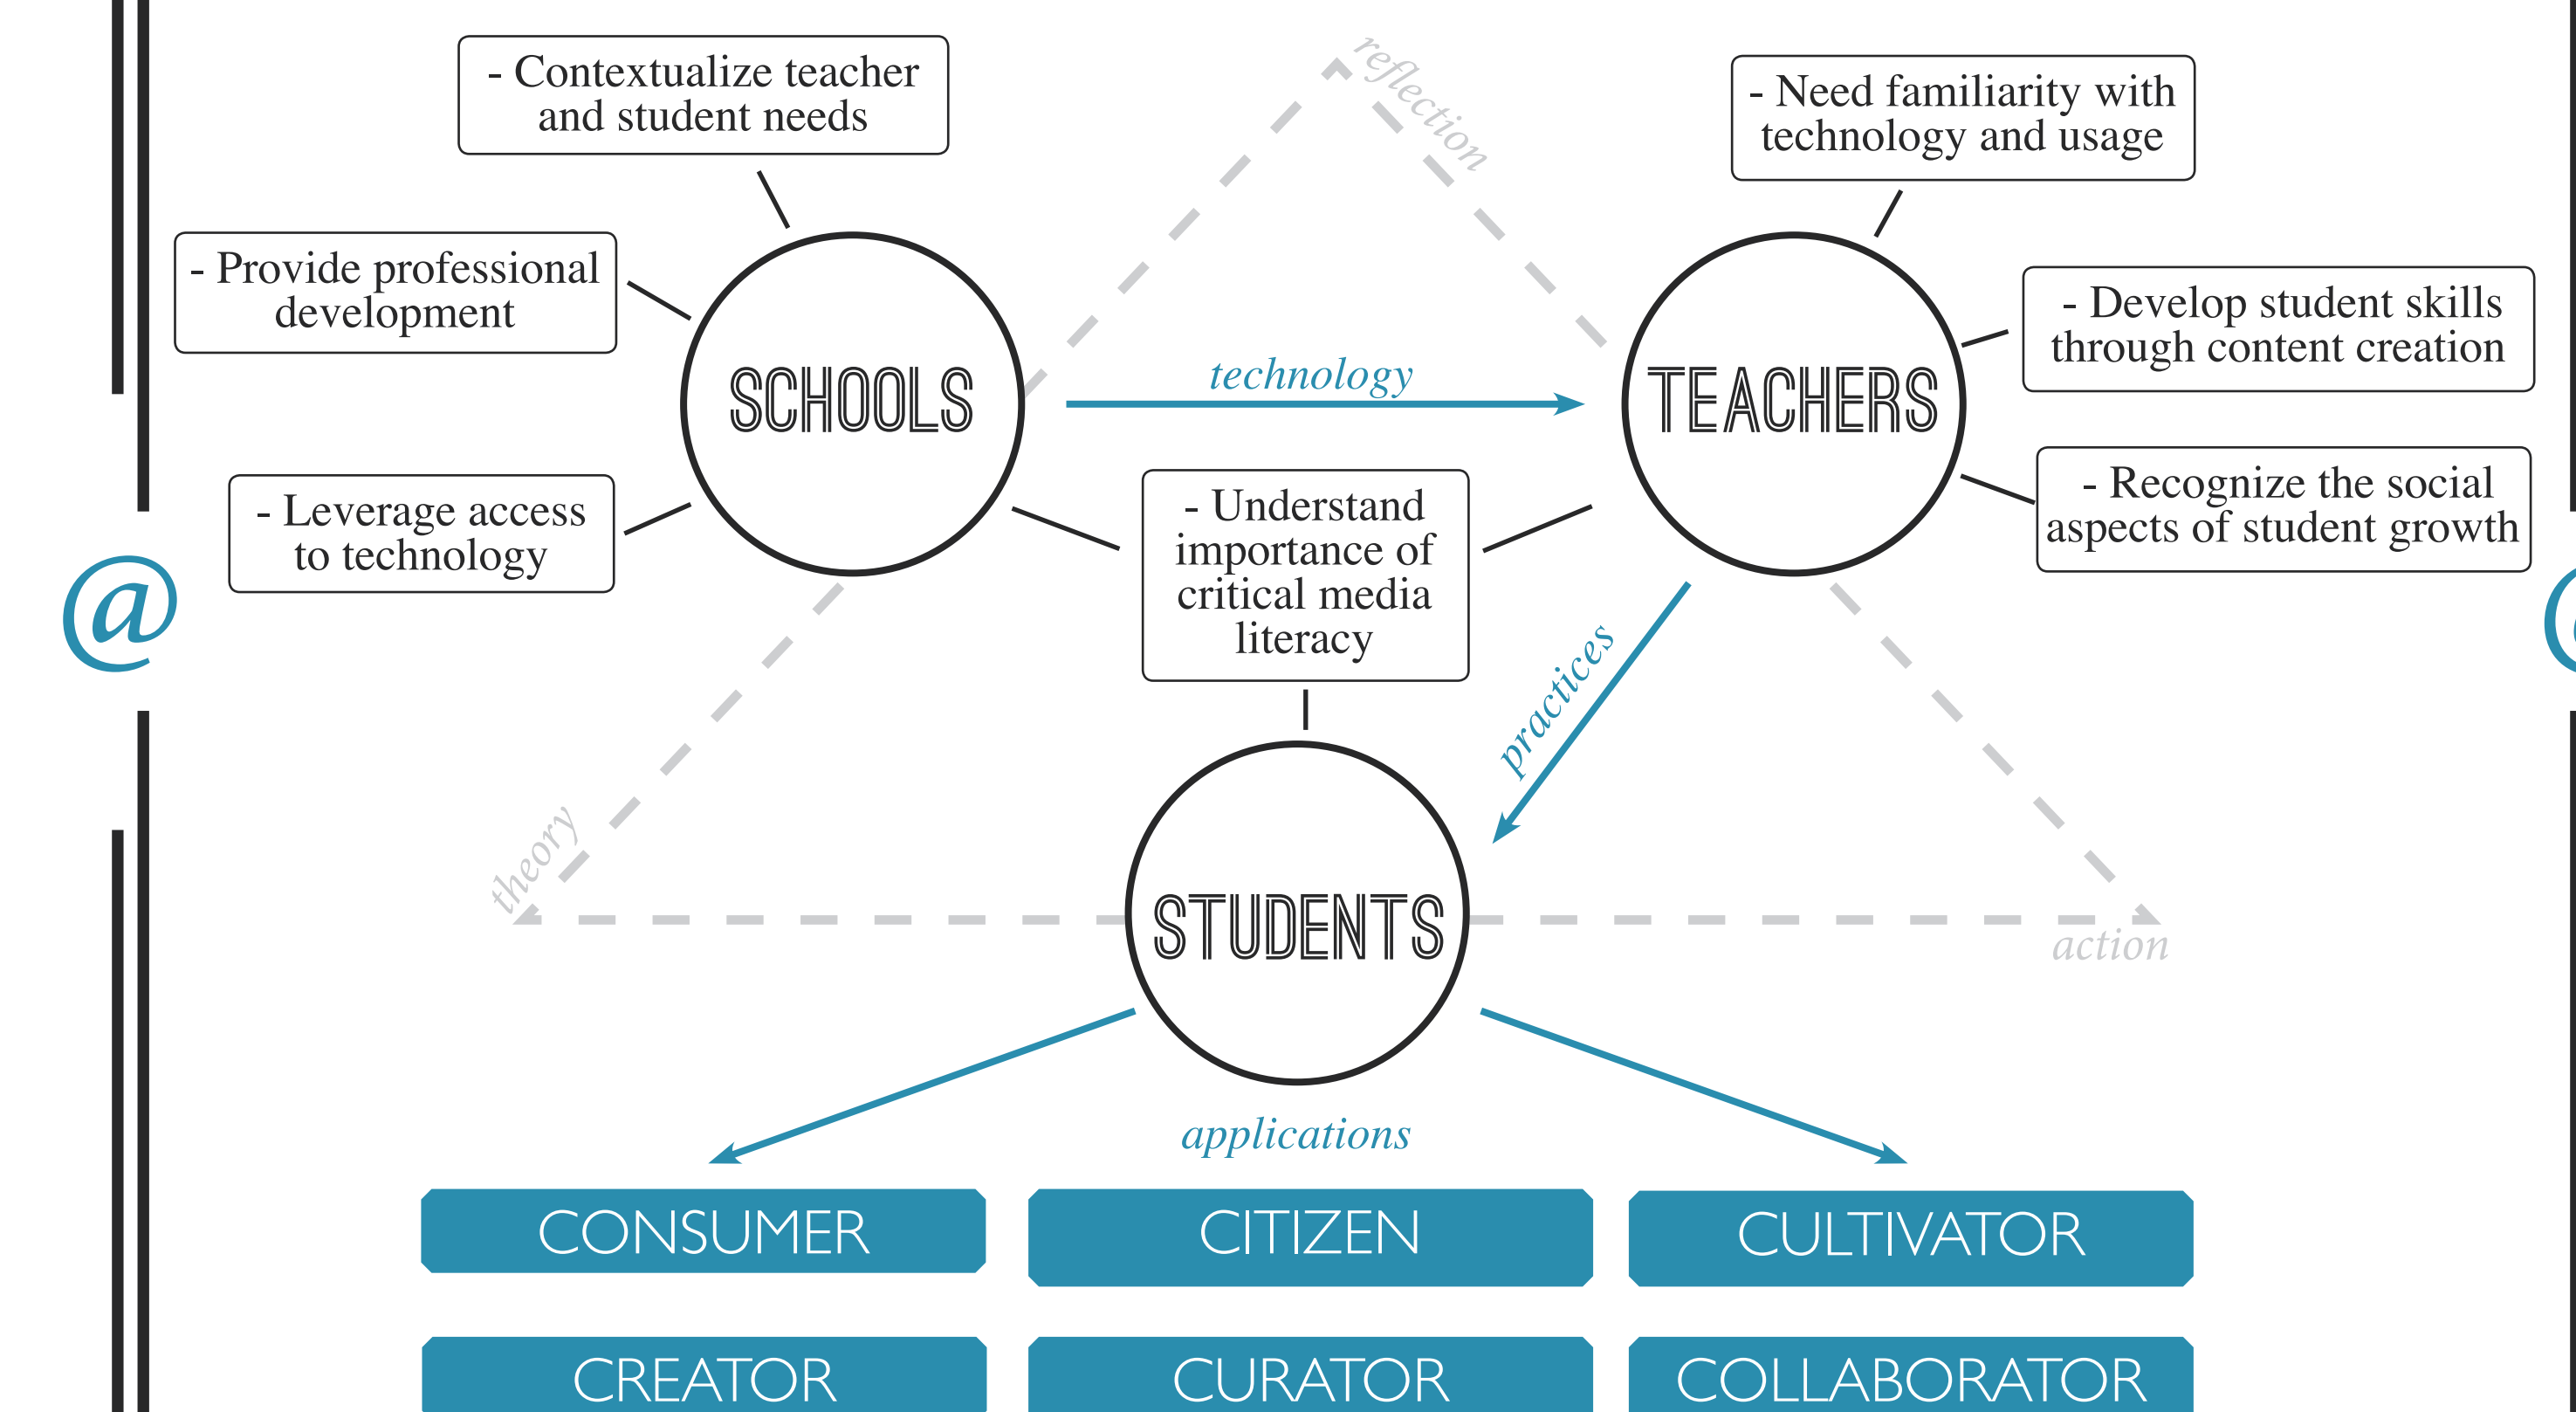 - Contextualize teacher
and student needs
reflection
- Need familiarity with
technology and usage
- Provide professional
development
- Develop student skills
through content creation
SCHOOLS
technology
TEACHERS
- Leverage access
to technology
- Understand
importance of
critical media
literacy
- Recognize the social
aspects of student growth
@
practices
theory
STUDENTS
action
applications
CONSUMER
CITIZEN
CULTIVATOR
CREATOR
CURATOR
COLLABORATOR